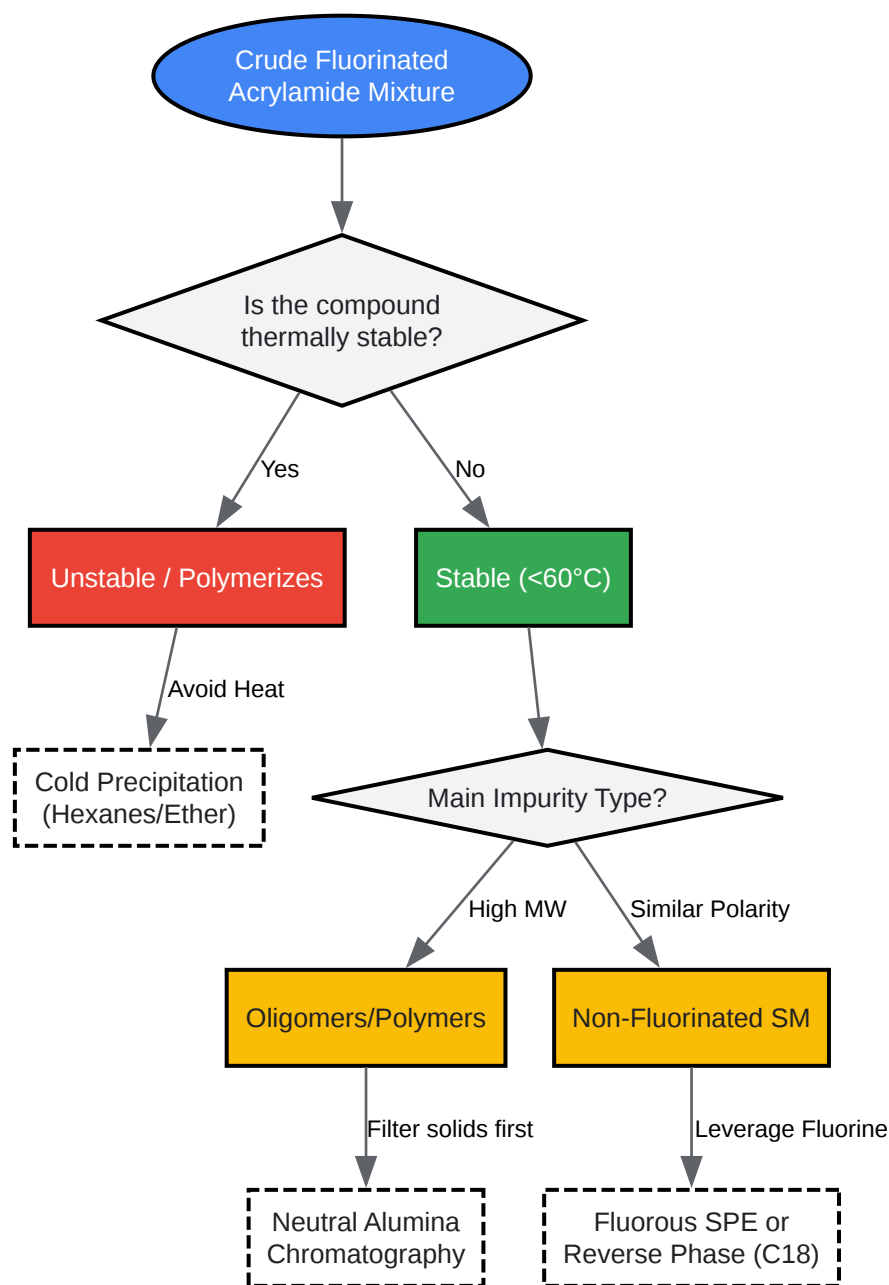 Crude Fluorinated
Acrylamide Mixture
Is the compound
thermally stable?
Yes
No
Unstable / Polymerizes
Stable (<60°C)
Avoid Heat
Cold Precipitation
(Hexanes/Ether)
Main Impurity Type?
High MW
Similar Polarity
Oligomers/Polymers
Non-Fluorinated SM
Filter solids first
Leverage Fluorine
Neutral Alumina
Chromatography
Fluorous SPE or
Reverse Phase (C18)